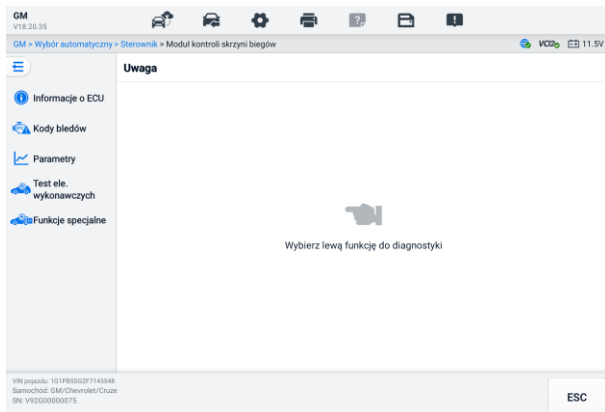 GM
V18.20.35
GM > Wybór automatyczny > Sterownik > Moduł kontroli skrzyni biegów
VCI 11.5V
Uwaga
Informacje o ECU
Kody bledów
Parametry
Test ele.
wykonawczych
Funkcje specjalne
Wybierz lewą funkcję do diagnostyki
VIN pojazdu: 1G1PB5SG2F7145548
Samochód: GM/Chevrolet/Cruze
SN: V92G00000075
ESC